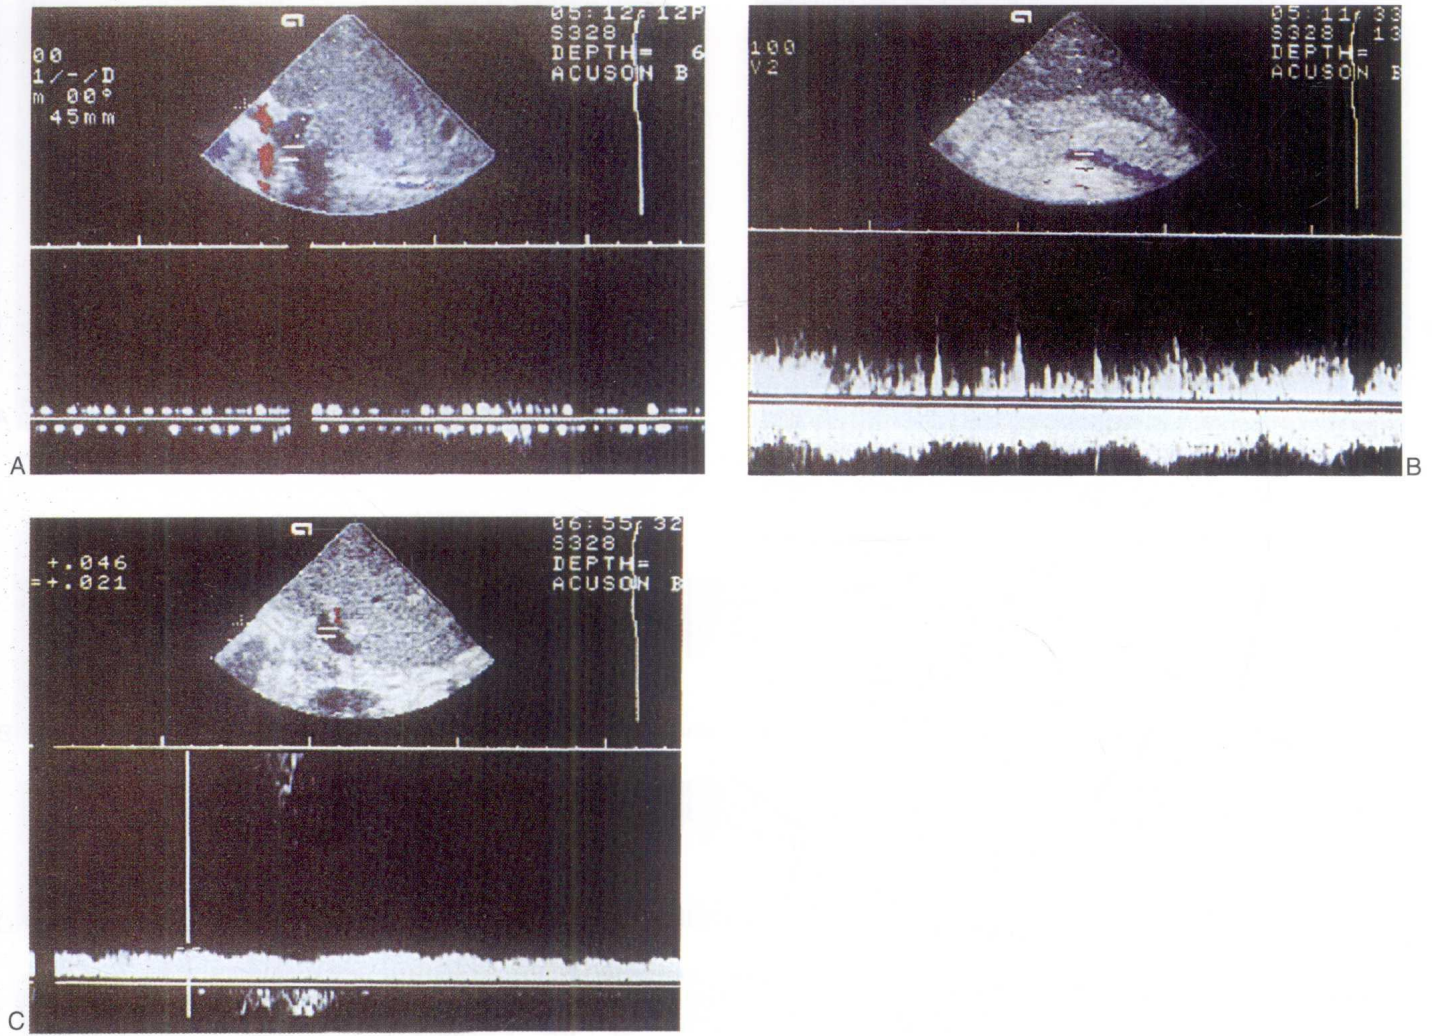 05:12:12P
S328
DEPTH= 6
ACUSON B
00
1/-/D
m 00°
45mm
A
05:11:33
S328 13
DEPTH=
ACUSON B
100
V2
B
06:55:32
S328
DEPTH=
ACUSON B
+.046
=+.021
C